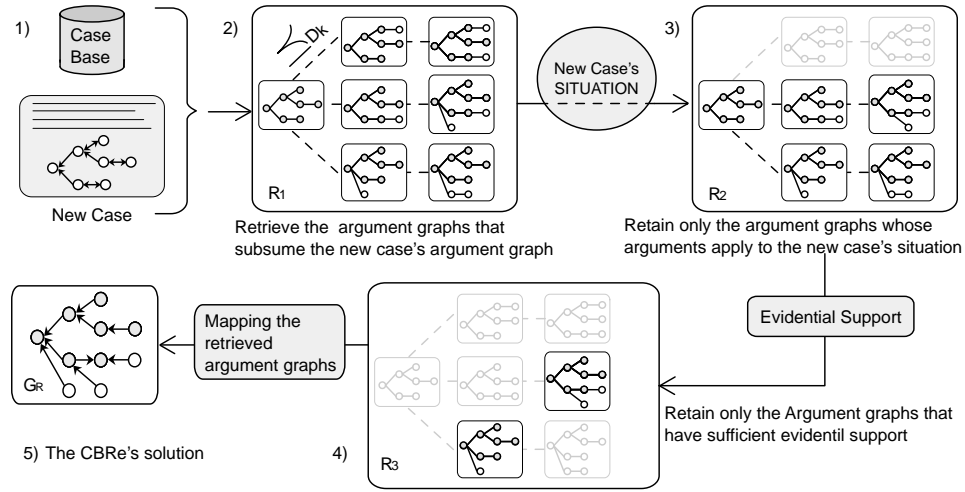 1)
Case
Base
New Case
2)
Dk
R1
Retrieve the argument graphs that
subsume the new case's argument graph
New Case's
SITUATION
3)
R2
Retain only the argument graphs whose
arguments apply to the new case's situation
Evidential Support
Retain only the Argument graphs that
have sufficient evidentil support
4)
R3
Mapping the
retrieved
argument graphs
GR
5) The CBRe's solution